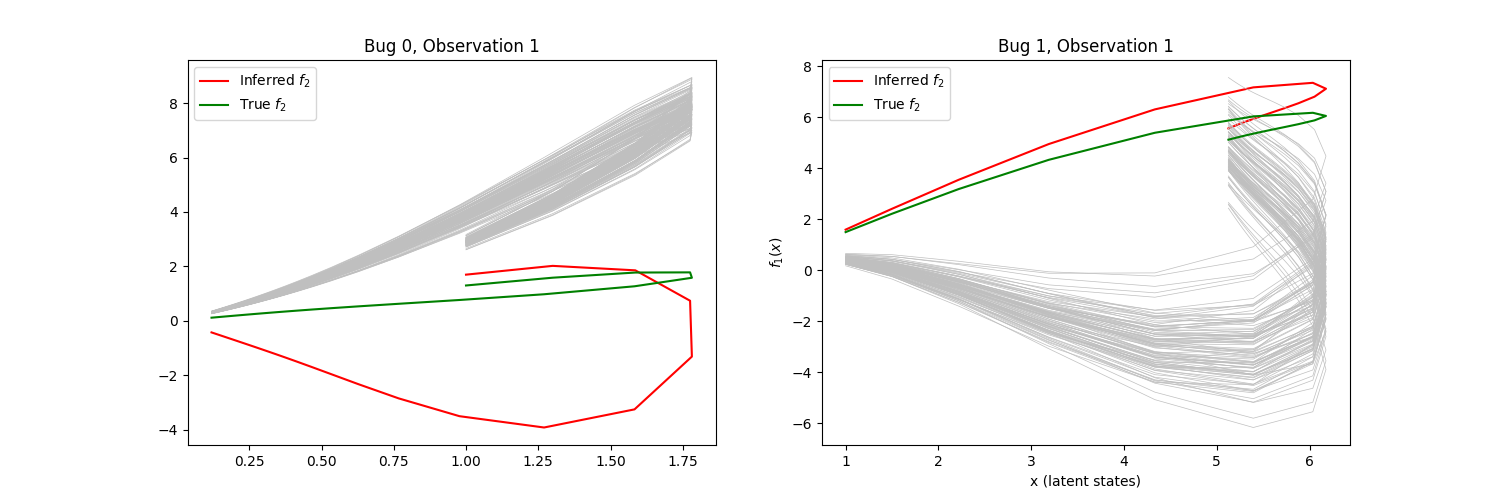 Bug 0, Observation 1
Inferred f₂
True f₂
8
6
4
2
0
−2
−4
0.25 0.50 0.75 1.00 1.25 1.50 1.75
Bug 1, Observation 1
Inferred f₂
True f₂
f₁(x)
8
6
4
2
0
−2
−4
−6
1 2 3 4 5 6
x (latent states)